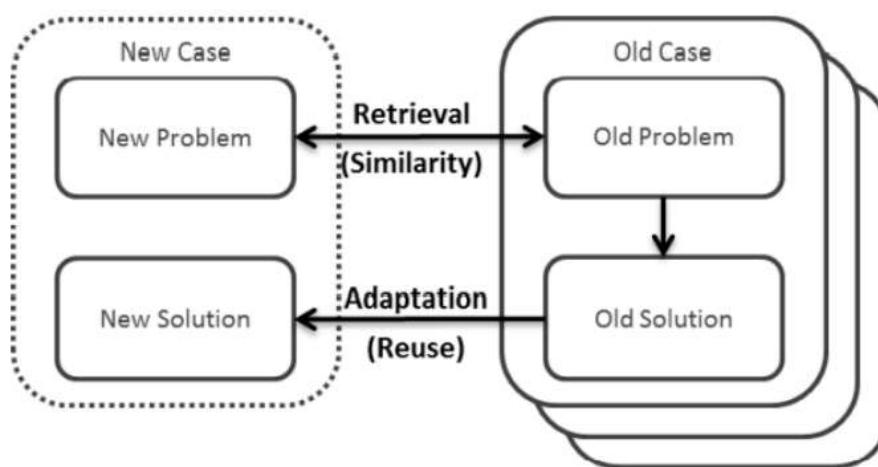 New Case
Old Case
New Problem
Retrieval
(Similarity)
Old Problem
New Solution
Adaptation
(Reuse)
Old Solution